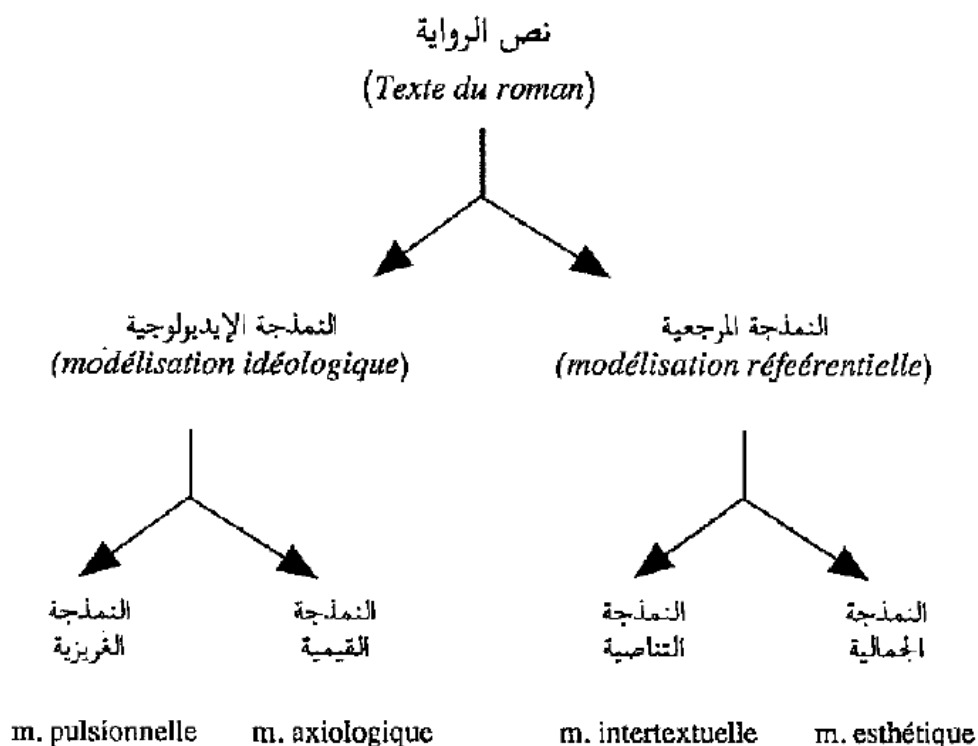 نص الرواية
(Texte du roman)
النمذجة المرجعية
(modélisation réfeérentielle)
النمذجة الإيديولوجية
(modélisation idéologique)
النمذجة
الجمالية
النمذجة
التناصية
النمذجة
القيمية
النمذجة
الغريزية
m. pulsionnelle
m. axiologique
m. intertextuelle
m. esthétique